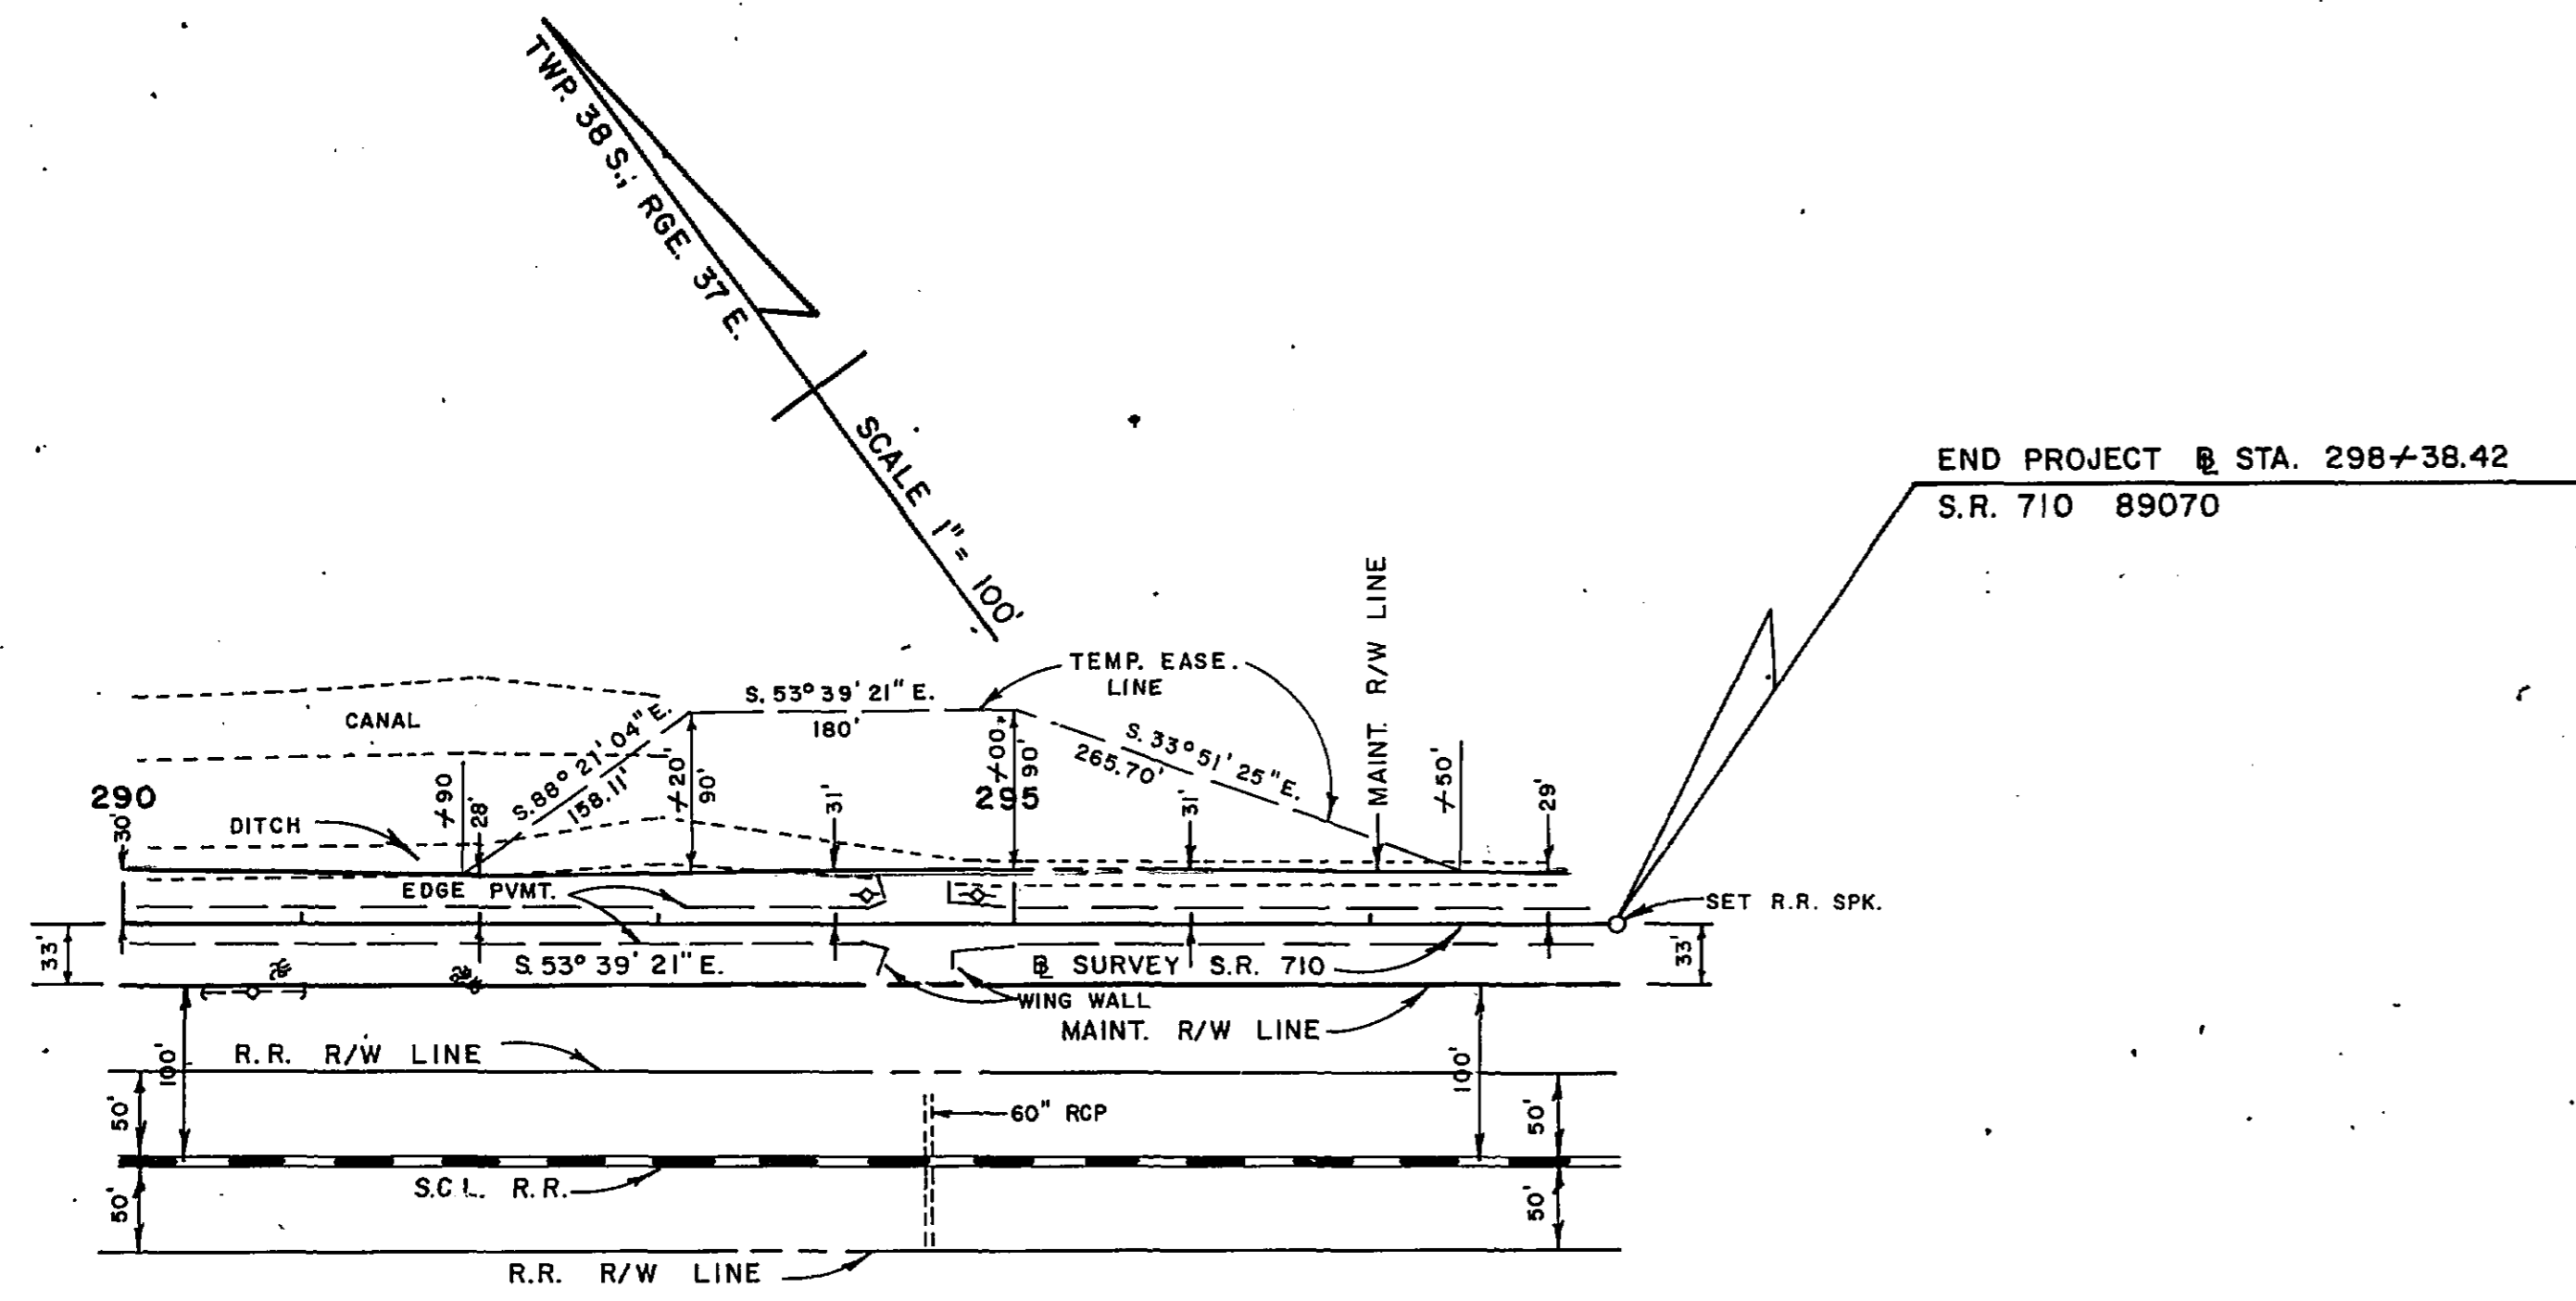 TWP. 38 S., RGE. 37 E.
SCALE 1" = 100'
END PROJECT ℄ STA. 298+38.42
S.R. 710 89070
MAINT. R/W LINE
TEMP. EASE.
LINE
S. 53° 39' 21" E.
180'
CANAL
S. 88° 21' 04" E.
158.11'
+20'
90'
+00'
90'
S. 33° 51' 25" E.
265.70'
+50'
290
295
+90
28'
30'
31'
31'
29'
DITCH
EDGE PVMT.
SET R.R. SPK.
33'
33'
S. 53° 39' 21" E.
SURVEY S.R. 710
WING WALL
MAINT. R/W LINE
R.R. R/W LINE
100'
100'
50'
50'
60" RCP
S.C.L. R.R.
50'
50'
R.R. R/W LINE